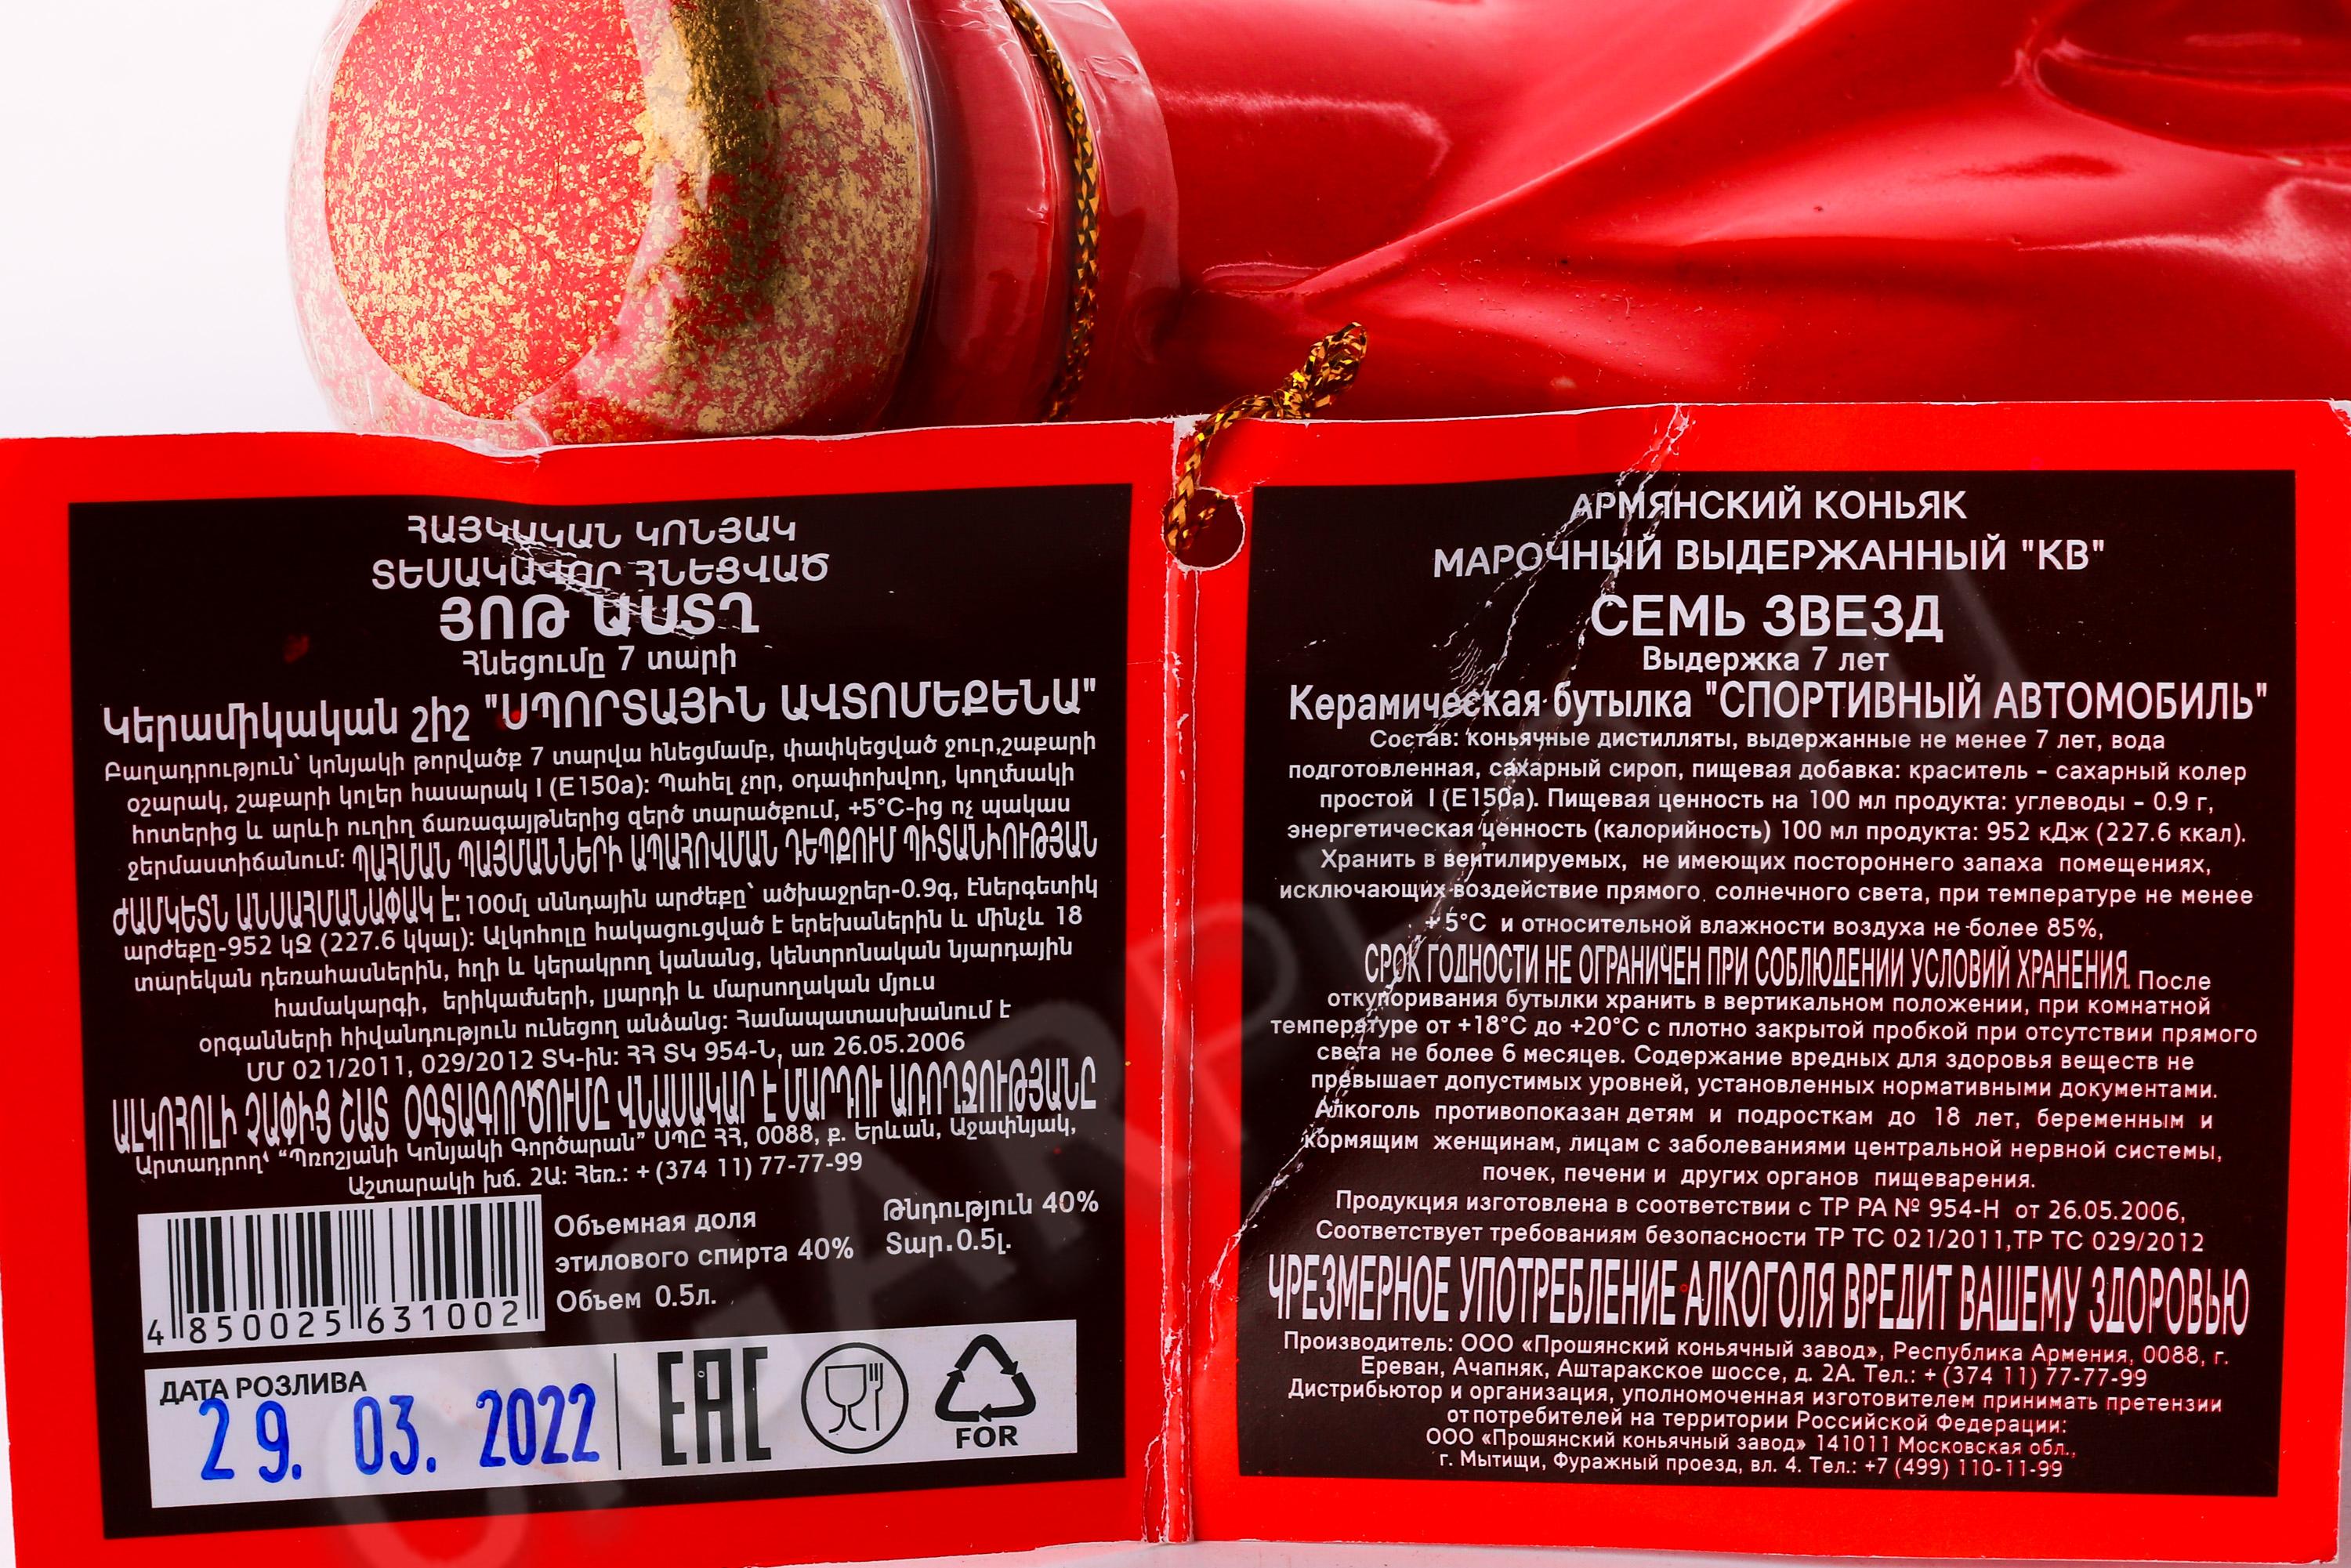 ՀԱՅԿԱԿԱՆ ԿՈՆՅԱԿ
ՏԵՍԱԿԱՎՈՐ ՀՆԵՑՎԱԾ
ՅՈԹ ԱՍՏՂ
Հնեցումը 7 տարի
Կերամիկական շիշ "ՍՊՈՐՏԱՅԻՆ ԱՎՏՈՄԵՔԵՆԱ"
Բաղադրություն՝ կոնյակի թորվածք 7 տարվա հնեցմամբ, փափկեցված ջուր,շաքարի
օշարակ, շաքարի կոլեր հասարակ I (E150a): Պահել չոր, օդափոխվող, կողմնակի
հոտերից և արևի ուղիղ ճառագայթներից զերծ տարածքում, +5°C-ից ոչ պակաս
ջերմաստիճանում: ՊԱՀՄԱՆ ՊԱՅՄԱՆՆԵՐԻ ԱՊԱՀՈՎՄԱՆ ԴԵՊՔՈՒՄ ՊԻՏԱՆԻՈՒԹՅԱՆ
ԺԱՄԿԵՏՆ ԱՆՍԱՀՄԱՆԱՓԱԿ Է: 100մլ սննդային արժեքը՝ ածխաջրեր-0.9գ, էներգետիկ
արժեքը-952 կՋ (227.6 կկալ): Ալկոհոլը հակացուցված է երեխաներին և մինչև 18
տարեկան դեռահասներին, հղի և կերակրող կանանց, կենտրոնական նյարդային
համակարգի, երիկամների, լյարդի և մարսողական մյուս
օրգանների հիվանդություն ունեցող անձանց: Համապատասխանում է
ՄՄ 021/2011, 029/2012 ՏԿ-ին: ՀՀ ՏԿ 954-Ն, առ 26.05.2006
ԱԼԿՈՀՈԼԻ ՉԱՓԻՑ ՇԱՏ ՕԳՏԱԳՈՐԾՈՒՄԸ ՎՆԱՍԱԿԱՐ Է ՄԱՐԴՈՒ ԱՌՈՂՋՈՒԹՅԱՆԸ
Արտադրող՝ "Պռոշյանի Կոնյակի Գործարան" ՍՊԸ ՀՀ, 0088, ք. Երևան, Աջափնյակ,
Աշտարակի խճ. 2Ա: Հեռ.: + (374 11) 77-77-99
Объемная доля
этилового спирта 40%
Объем 0.5л.
Թնդություն 40%
Տար.0.5լ.
4 850025 631002
ДАТА РОЗЛИВА
29. 03. 2022
EAC
FOR
АРМЯНСКИЙ КОНЬЯК
МАРОЧНЫЙ ВЫДЕРЖАННЫЙ "КВ"
СЕМЬ ЗВЕЗД
Выдержка 7 лет
Керамическая бутылка "СПОРТИВНЫЙ АВТОМОБИЛЬ"
Состав: коньячные дистилляты, выдержанные не менее 7 лет, вода
подготовленная, сахарный сироп, пищевая добавка: краситель – сахарный колер
простой I (E150a). Пищевая ценность на 100 мл продукта: углеводы – 0.9 г,
энергетическая ценность (калорийность) 100 мл продукта: 952 кДж (227.6 ккал).
Хранить в вентилируемых, не имеющих постороннего запаха помещениях,
исключающих воздействие прямого солнечного света, при температуре не менее
+ 5°С и относительной влажности воздуха не более 85%,
СРОК ГОДНОСТИ НЕ ОГРАНИЧЕН ПРИ СОБЛЮДЕНИИ УСЛОВИЙ ХРАНЕНИЯ. После
откупоривания бутылки хранить в вертикальном положении, при комнатной
температуре от +18°С до +20°С с плотно закрытой пробкой при отсутствии прямого
света не более 6 месяцев. Содержание вредных для здоровья веществ не
превышает допустимых уровней, установленных нормативными документами.
Алкоголь противопоказан детям и подросткам до 18 лет, беременным и
кормящим женщинам, лицам с заболеваниями центральной нервной системы,
почек, печени и других органов пищеварения.
Продукция изготовлена в соответствии с ТР РА № 954-Н от 26.05.2006,
Соответствует требованиям безопасности ТР ТС 021/2011,ТР ТС 029/2012
ЧРЕЗМЕРНОЕ УПОТРЕБЛЕНИЕ АЛКОГОЛЯ ВРЕДИТ ВАШЕМУ ЗДОРОВЬЮ
Производитель: ООО «Прошянский коньячный завод», Республика Армения, 0088, г.
Ереван, Ачапняк, Аштаракское шоссе, д. 2А. Тел.: + (374 11) 77-77-99
Дистрибьютор и организация, уполномоченная изготовителем принимать претензии
от потребителей на территории Российской Федерации:
ООО «Прошянский коньячный завод» 141011 Московская обл.,
г. Мытищи, Фуражный проезд, вл. 4. Тел.: +7 (499) 110-11-99